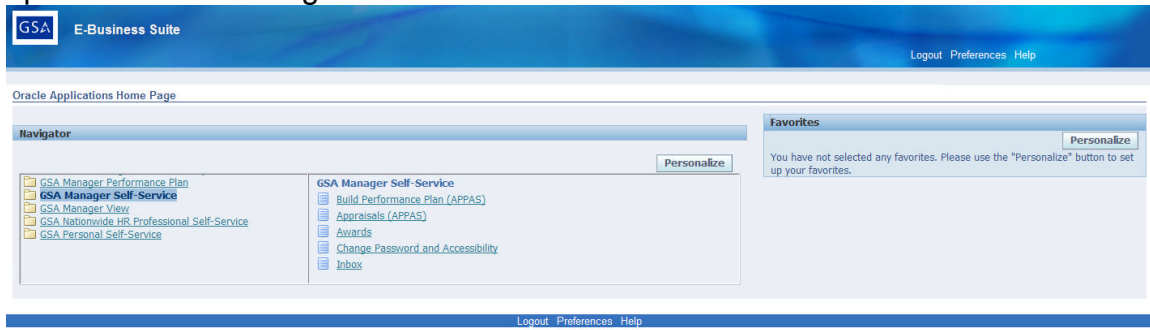 GSA E-Business Suite
Logout Preferences Help
Oracle Applications Home Page
Navigator
Personalize
GSA Manager Performance Plan
GSA Manager Self-Service
GSA Manager View
GSA Nationwide HR Professional Self-Service
GSA Personal Self-Service
GSA Manager Self-Service
Build Performance Plan (APPAS)
Appraisals (APPAS)
Awards
Change Password and Accessibility
Inbox
Favorites
Personalize
You have not selected any favorites. Please use the "Personalize" button to set
up your favorites.
Logout Preferences Help